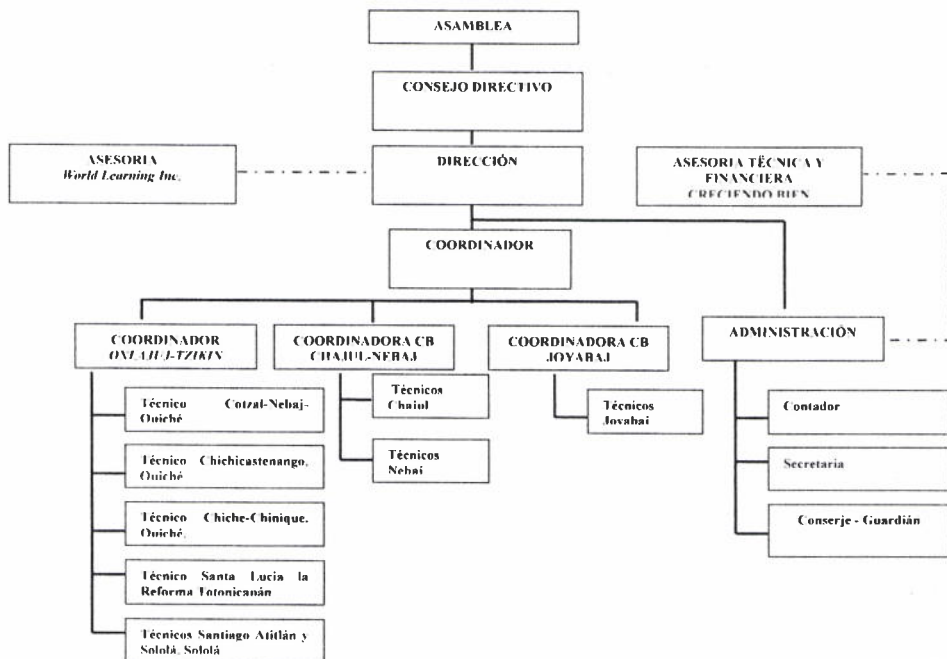 ASAMBLEA
CONSEJO DIRECTIVO
ASESORIA
World Learning Inc.
DIRECCIÓN
ASESORIA TÉCNICA Y
FINANCIERA
CRECIENDO BIEN
COORDINADOR
COORDINADOR
OXLAJUJ-TZIKIN
COORDINADORA CB
CHAJUL-NEBAJ
COORDINADORA CB
JOYABAJ
ADMINISTRACIÓN
Técnico Cotzal-Nebaj-
Quiché
Técnico Chichicastenango,
Quiché
Técnico Chiche-Chinique.
Quiché.
Técnico Santa Lucia la
Reforma Totonicapán
Técnicos Santiago Atitlán y
Sololá, Sololá
Técnicos
Chajul
Técnicos
Nebaj
Técnicos
Joyabaj
Contador
Secretaria
Conserje - Guardián